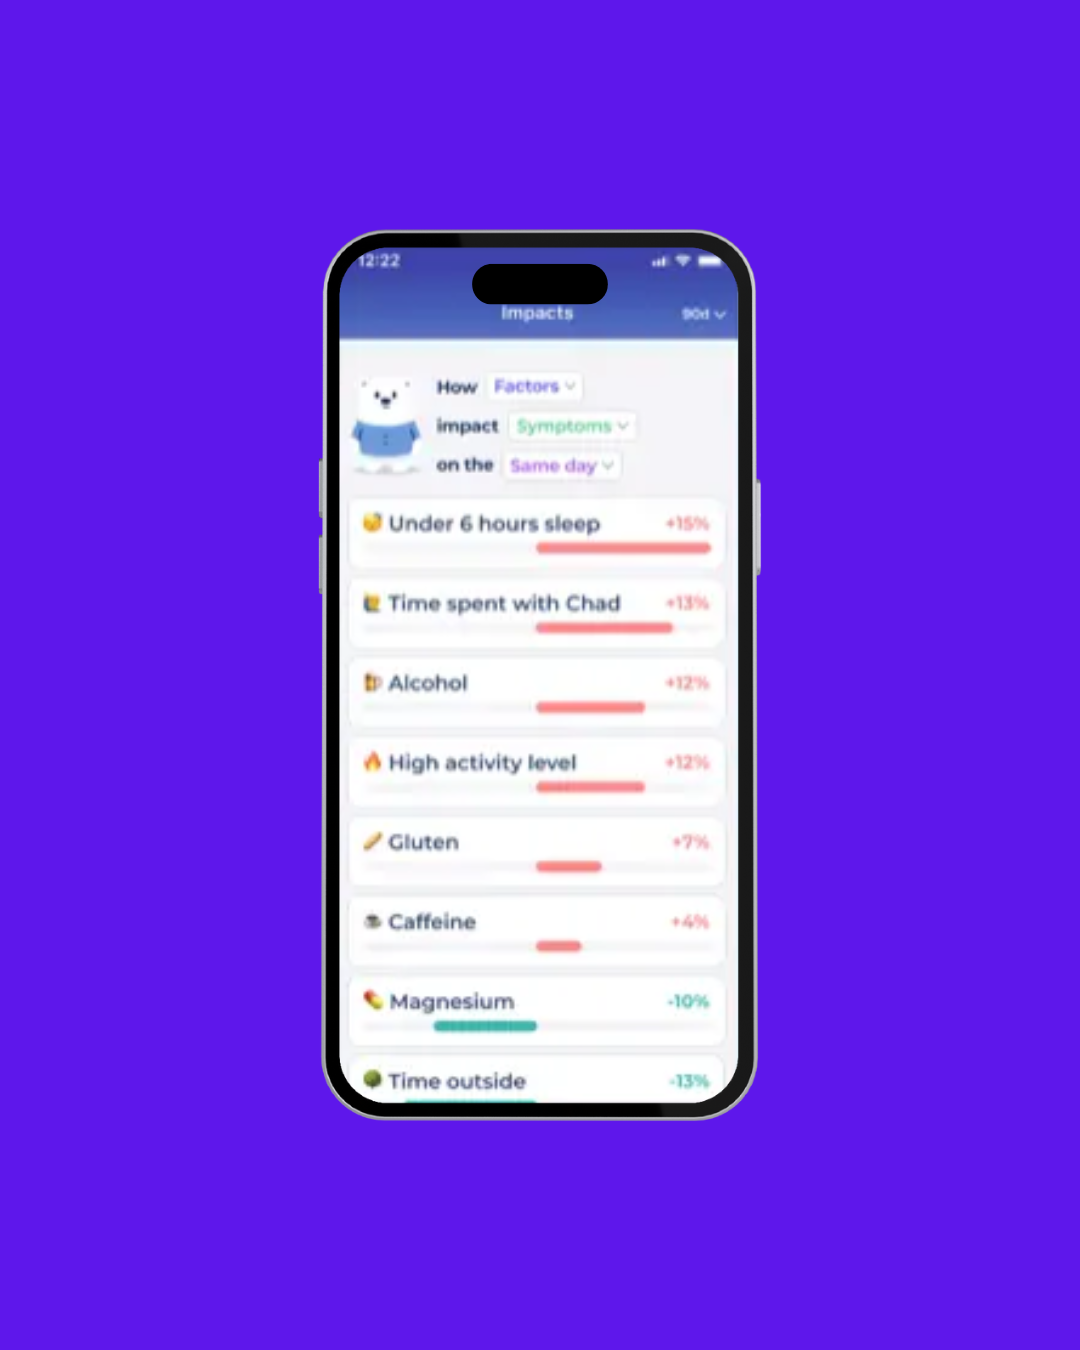 12:22
Impacts
90d
How Factors
impact Symptoms
on the Same day
Under 6 hours sleep +15%
Time spent with Chad +13%
Alcohol +12%
High activity level +12%
Gluten +7%
Caffeine +4%
Magnesium -10%
Time outside -13%